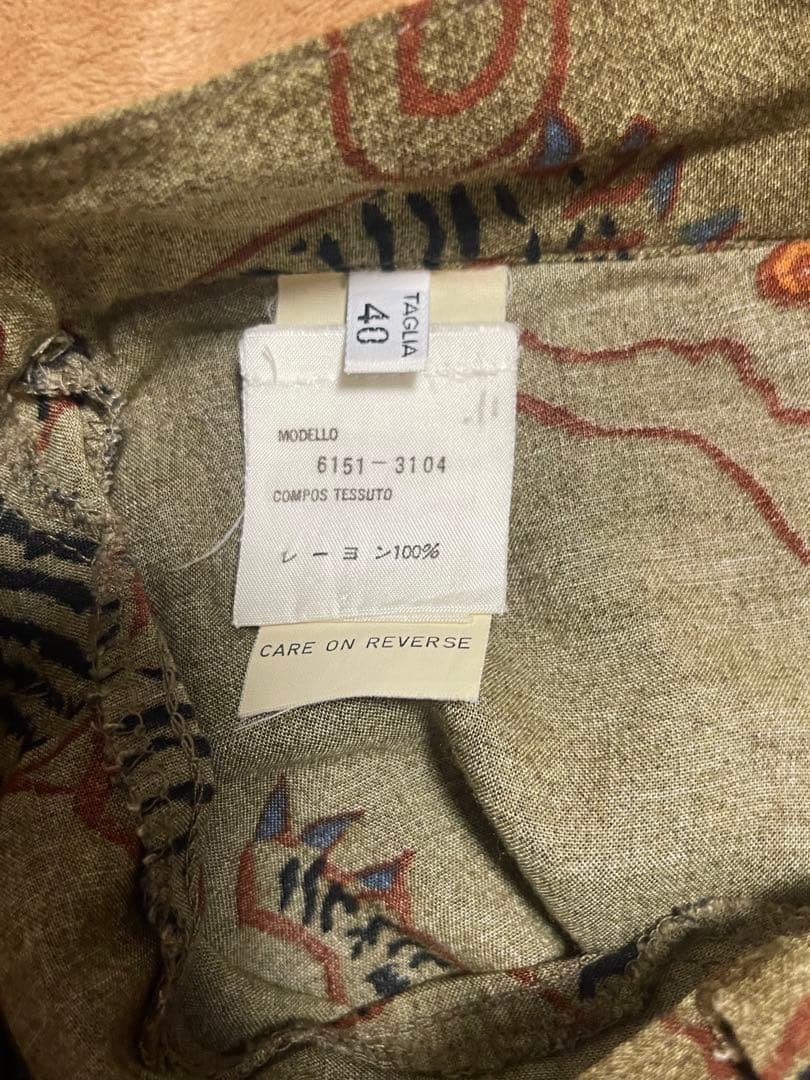 TAGLIA
40
MODELLO
6151-3104
COMPOS TESSUTO
レーヨン100%
CARE ON REVERSE